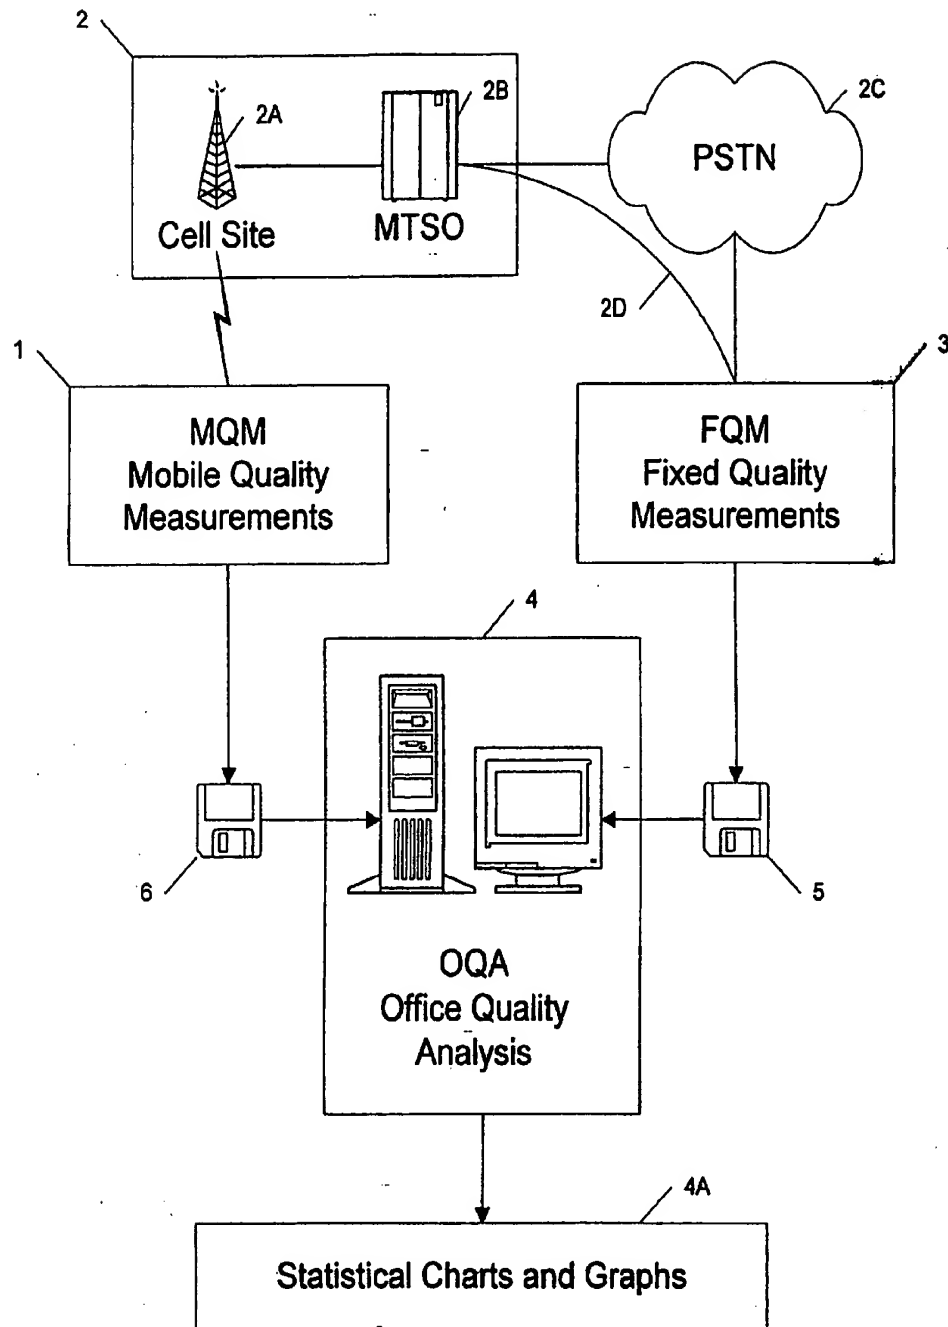 2
2A
2B
2C
PSTN
Cell Site
MTSO
2D
1
3
MQM
Mobile Quality
Measurements
FQM
Fixed Quality
Measurements
4
6
5
OQA
Office Quality
Analysis
4A
Statistical Charts and Graphs